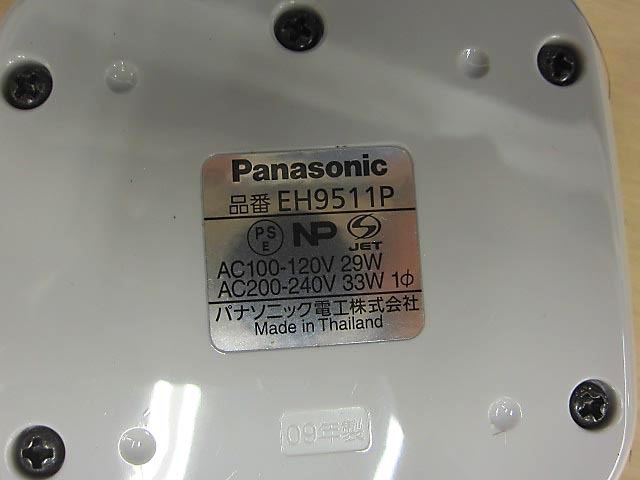 Panasonic
品番 EH9511P
PS
E
NP
S
JET
AC100-120V 29W
AC200-240V 33W 1ф
パナソニック電工株式会社
Made in Thailand
09年製